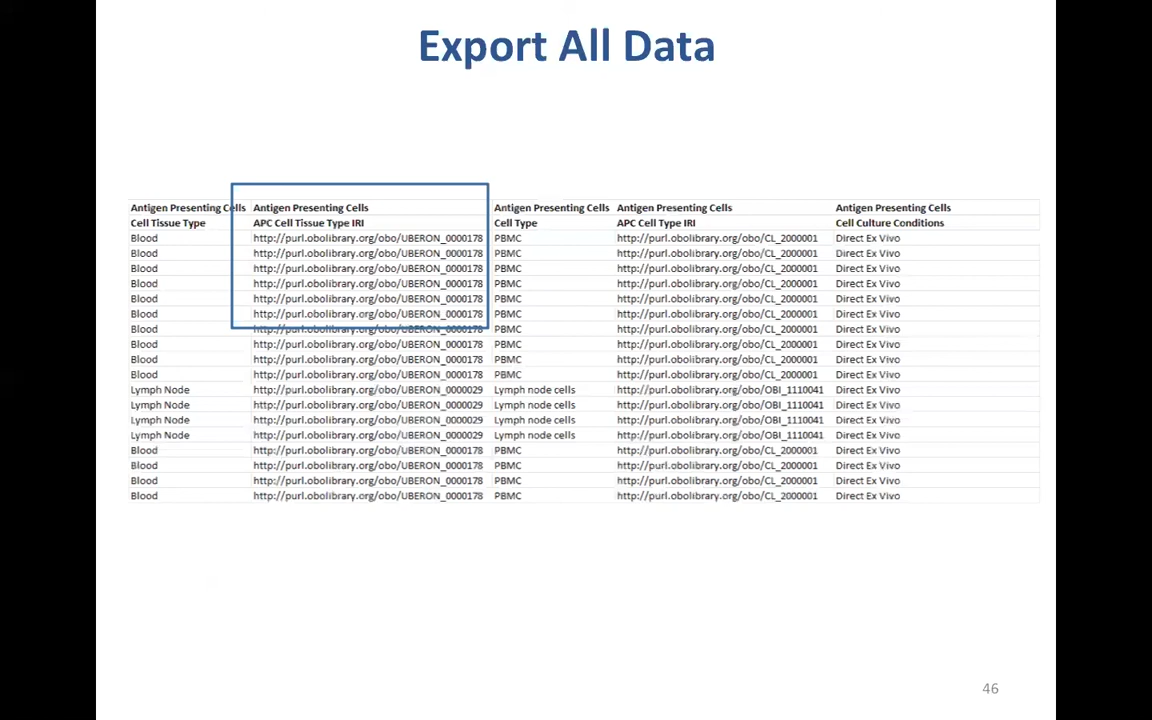 Export All Data
Antigen Presenting Cells Antigen Presenting Cells Antigen Presenting Cells Antigen Presenting Cells Antigen Presenting Cells
Cell Tissue Type APC Cell Tissue Type IRI Cell Type APC Cell Type IRI Cell Culture Conditions
Blood http://purl.obolibrary.org/obo/UBERON_0000178 PBMC http://purl.obolibrary.org/obo/CL_2000001 Direct Ex Vivo
Blood http://purl.obolibrary.org/obo/UBERON_0000178 PBMC http://purl.obolibrary.org/obo/CL_2000001 Direct Ex Vivo
Blood http://purl.obolibrary.org/obo/UBERON_0000178 PBMC http://purl.obolibrary.org/obo/CL_2000001 Direct Ex Vivo
Blood http://purl.obolibrary.org/obo/UBERON_0000178 PBMC http://purl.obolibrary.org/obo/CL_2000001 Direct Ex Vivo
Blood http://purl.obolibrary.org/obo/UBERON_0000178 PBMC http://purl.obolibrary.org/obo/CL_2000001 Direct Ex Vivo
Blood http://purl.obolibrary.org/obo/UBERON_0000178 PBMC http://purl.obolibrary.org/obo/CL_2000001 Direct Ex Vivo
Blood http://purl.obolibrary.org/obo/UBERON_0000178 PBMC http://purl.obolibrary.org/obo/CL_2000001 Direct Ex Vivo
Blood http://purl.obolibrary.org/obo/UBERON_0000178 PBMC http://purl.obolibrary.org/obo/CL_2000001 Direct Ex Vivo
Blood http://purl.obolibrary.org/obo/UBERON_0000178 PBMC http://purl.obolibrary.org/obo/CL_2000001 Direct Ex Vivo
Blood http://purl.obolibrary.org/obo/UBERON_0000178 PBMC http://purl.obolibrary.org/obo/CL_2000001 Direct Ex Vivo
Lymph Node http://purl.obolibrary.org/obo/UBERON_0000029 Lymph node cells http://purl.obolibrary.org/obo/OBI_1110041 Direct Ex Vivo
Lymph Node http://purl.obolibrary.org/obo/UBERON_0000029 Lymph node cells http://purl.obolibrary.org/obo/OBI_1110041 Direct Ex Vivo
Lymph Node http://purl.obolibrary.org/obo/UBERON_0000029 Lymph node cells http://purl.obolibrary.org/obo/OBI_1110041 Direct Ex Vivo
Lymph Node http://purl.obolibrary.org/obo/UBERON_0000029 Lymph node cells http://purl.obolibrary.org/obo/OBI_1110041 Direct Ex Vivo
Blood http://purl.obolibrary.org/obo/UBERON_0000178 PBMC http://purl.obolibrary.org/obo/CL_2000001 Direct Ex Vivo
Blood http://purl.obolibrary.org/obo/UBERON_0000178 PBMC http://purl.obolibrary.org/obo/CL_2000001 Direct Ex Vivo
Blood http://purl.obolibrary.org/obo/UBERON_0000178 PBMC http://purl.obolibrary.org/obo/CL_2000001 Direct Ex Vivo
Blood http://purl.obolibrary.org/obo/UBERON_0000178 PBMC http://purl.obolibrary.org/obo/CL_2000001 Direct Ex Vivo
46